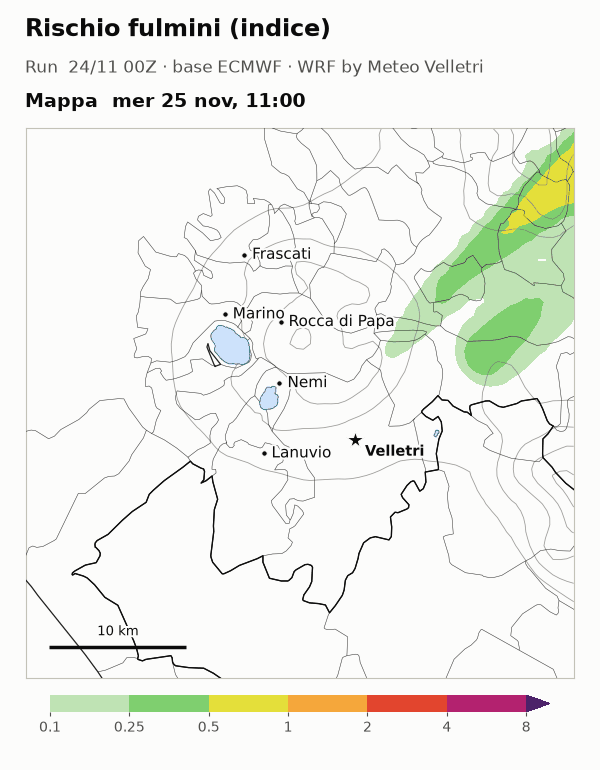 Rischio fulmini (indice)
Run  24/11 00Z · base ECMWF · WRF by Meteo Velletri
Mappa  mer 25 nov, 11:00
Frascati
Marino
Rocca di Papa
Nemi
Velletri
Lanuvio
10 km
0.1 0.25 0.5 1 2 4 8